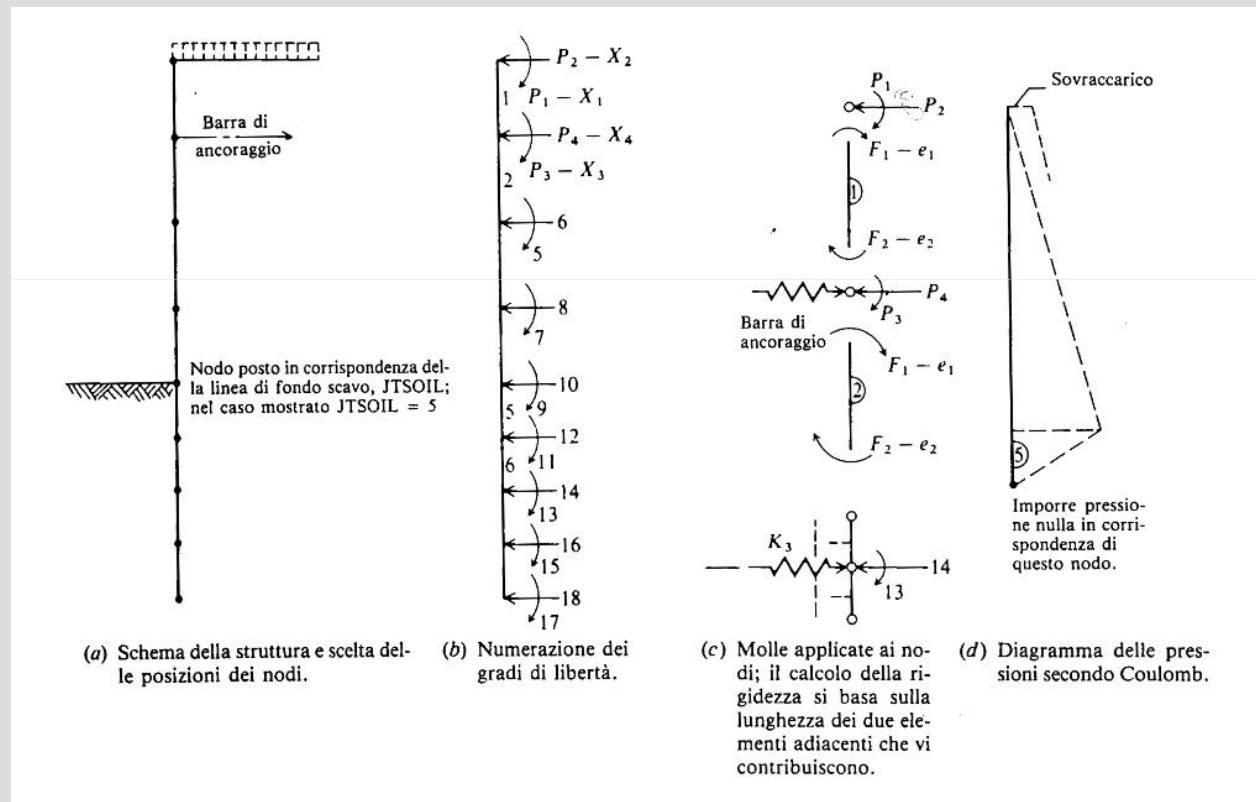 Barra di
ancoraggio
Nodo posto in corrispondenza del-
la linea di fondo scavo, JTSOIL;
nel caso mostrato JTSOIL = 5
(a) Schema della struttura e scelta del-
le posizioni dei nodi.
P₂ − X₂
1 P₁ − X₁
P₄ − X₄
2 P₃ − X₃
6
5
8
7
10
5 9
12
6 11
14
13
16
15
18
17
(b) Numerazione dei
gradi di libertà.
P₁
P₂
F₁ − e₁
1
F₂ − e₂
P₄
P₃
Barra di
ancoraggio
F₁ − e₁
2
F₂ − e₂
K₃
14
13
(c) Molle applicate ai no-
di; il calcolo della ri-
gidezza si basa sulla
lunghezza dei due ele-
menti adiacenti che vi
contribuiscono.
Sovraccarico
5
Imporre pressio-
ne nulla in corri-
spondenza di
questo nodo.
(d) Diagramma delle pres-
sioni secondo Coulomb.